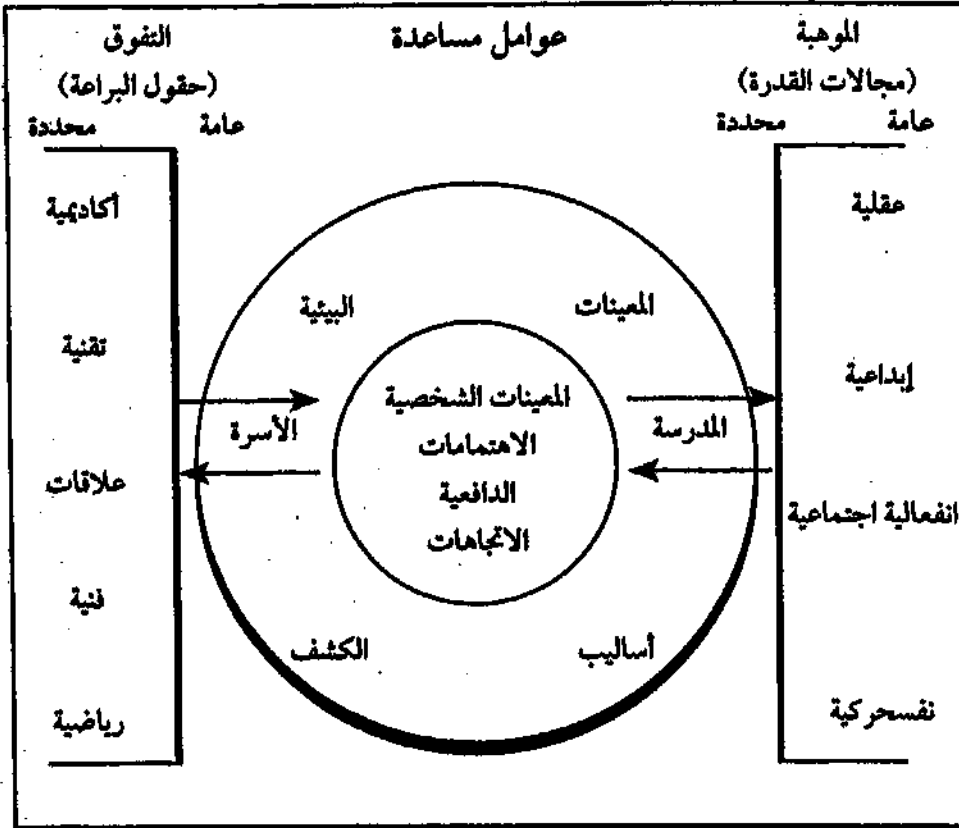 الموهبة
(مجالات القدرة)
عامة محددة
عقلية
إبداعية
انفعالية اجتماعية
نفسحركية
عوامل مساعدة
المعينات البيئية
المعينات الشخصية
الاهتمامات
الدافعية
الاتجاهات
المدرسة الأسرة
أساليب الكشف
التفوق
(حقول البراعة)
عامة محددة
أكاديمية
تقنية
علاقات
فنية
رياضية